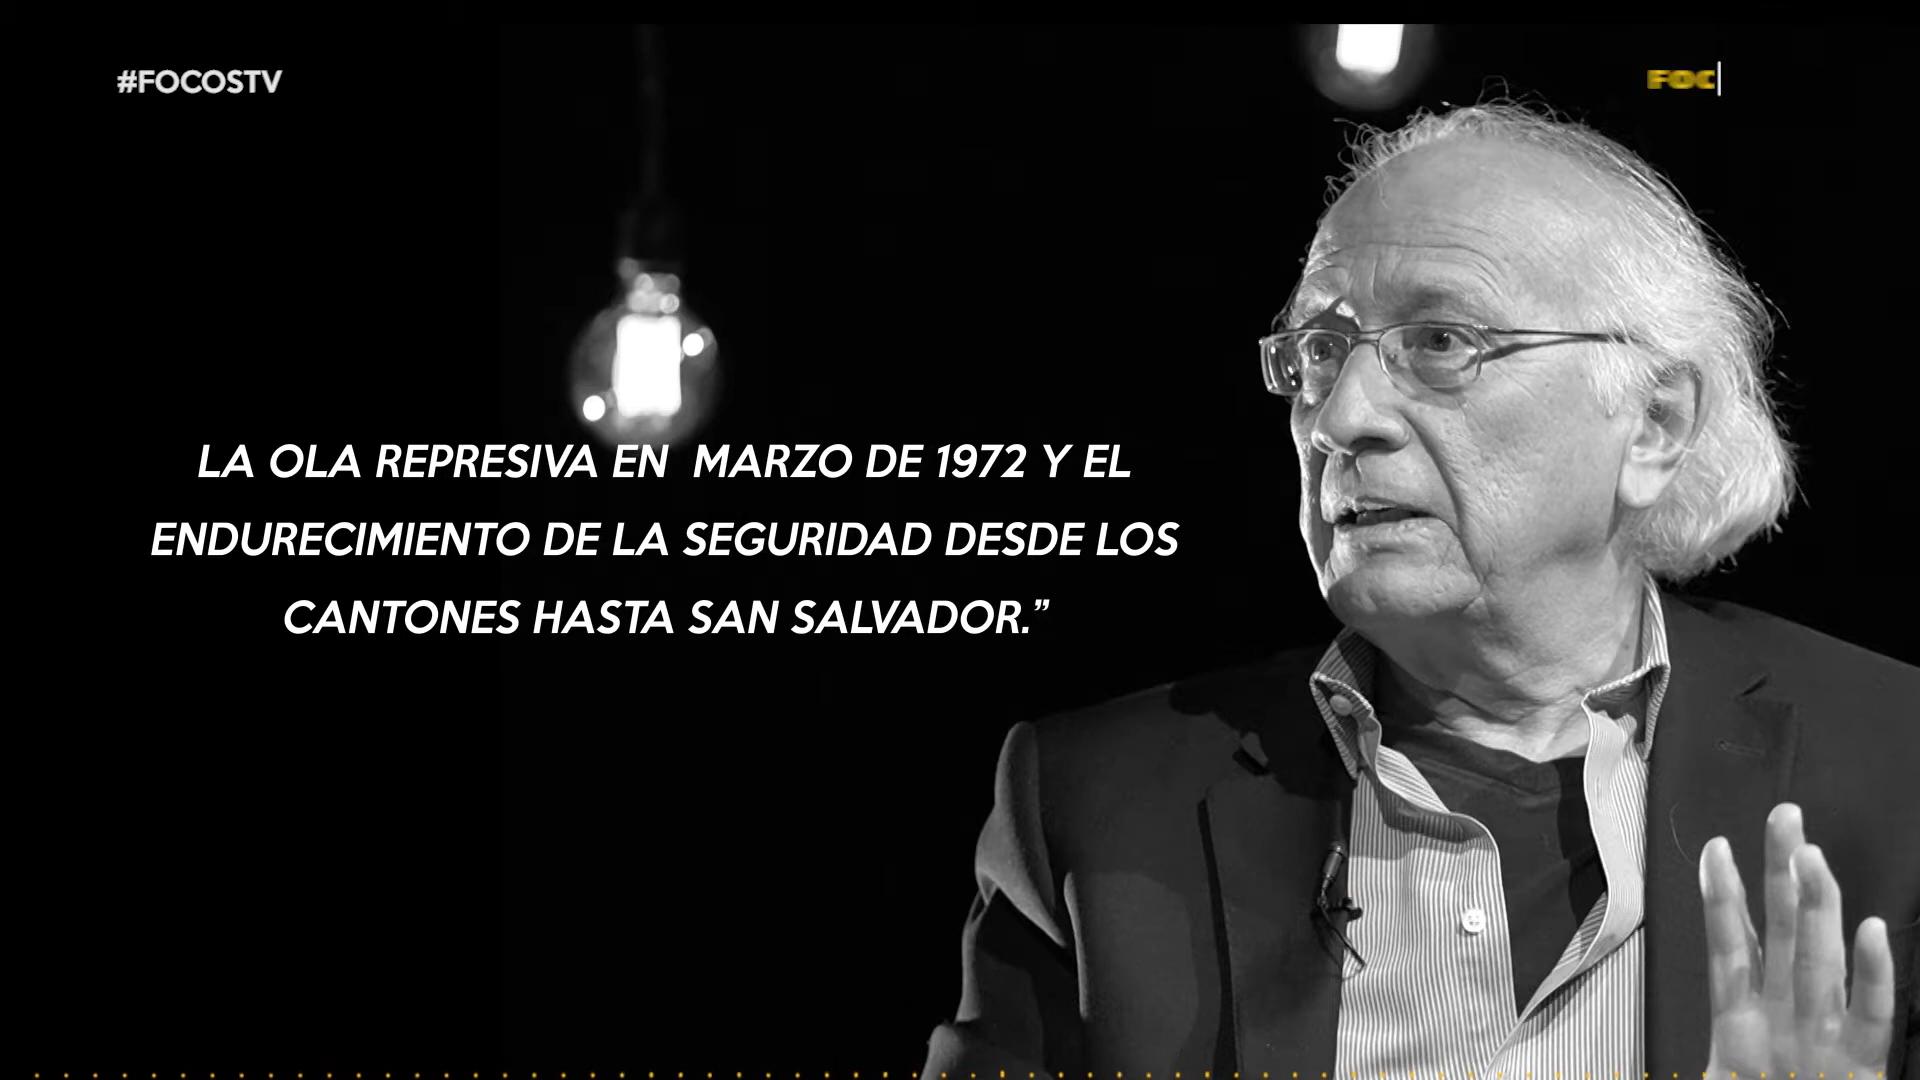 #FOCOSTV
FOC
LA OLA REPRESIVA EN  MARZO DE 1972 Y EL
ENDURECIMIENTO DE LA SEGURIDAD DESDE LOS
CANTONES HASTA SAN SALVADOR.”